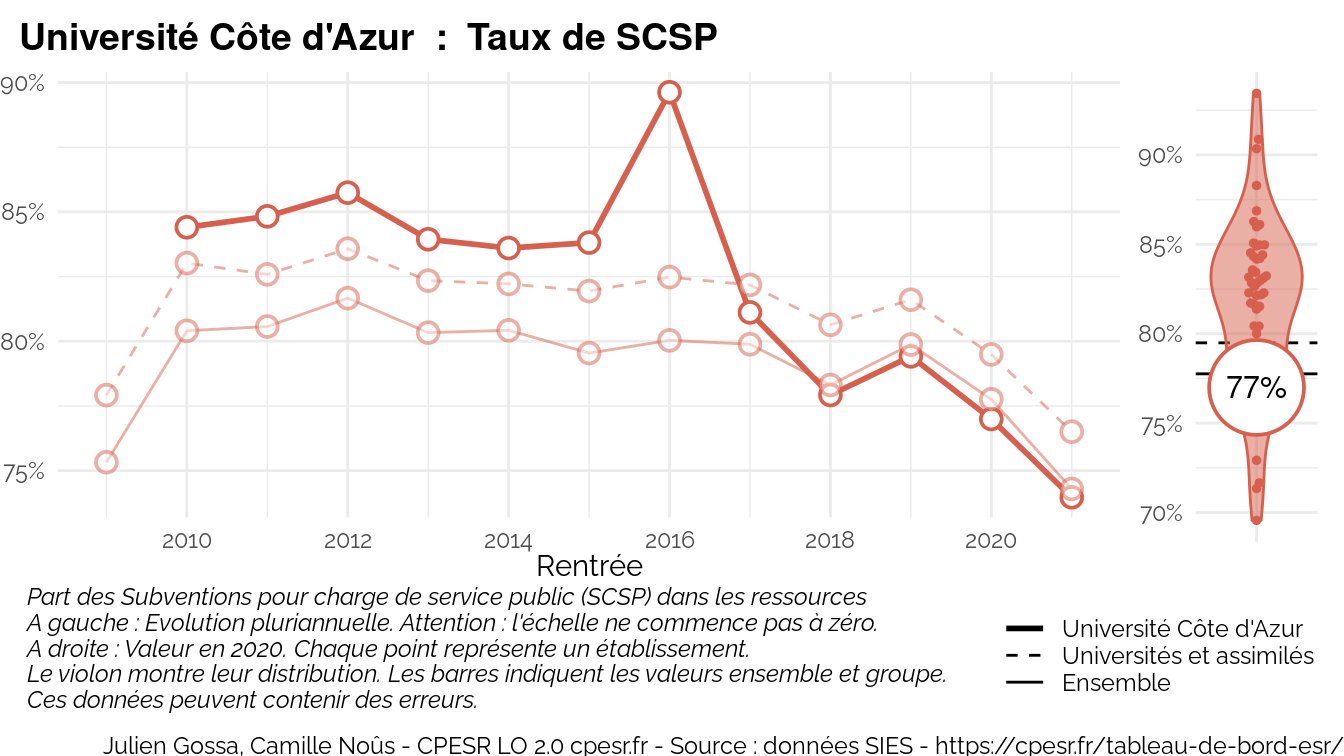 Université Côte d'Azur : Taux de SCSP
90%
85%
80%
75%
2010 2012 2014 2016 2018 2020
Rentrée
90%
85%
80%
77%
75%
70%
Part des Subventions pour charge de service public (SCSP) dans les ressources
A gauche : Evolution pluriannuelle. Attention : l'échelle ne commence pas à zéro.
A droite : Valeur en 2020. Chaque point représente un établissement.
Le violon montre leur distribution. Les barres indiquent les valeurs ensemble et groupe.
Ces données peuvent contenir des erreurs.
Université Côte d'Azur
Universités et assimilés
Ensemble
Julien Gossa, Camille Noûs - CPESR LO 2.0 cpesr.fr - Source : données SIES - https://cpesr.fr/tableau-de-bord-esr/